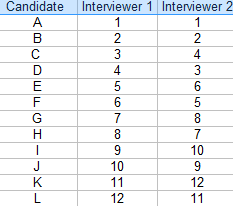 Candidate Interviewer 1 Interviewer 2
A 1 1
B 2 2
C 3 4
D 4 3
E 5 6
F 6 5
G 7 8
H 8 7
I 9 10
J 10 9
K 11 12
L 12 11